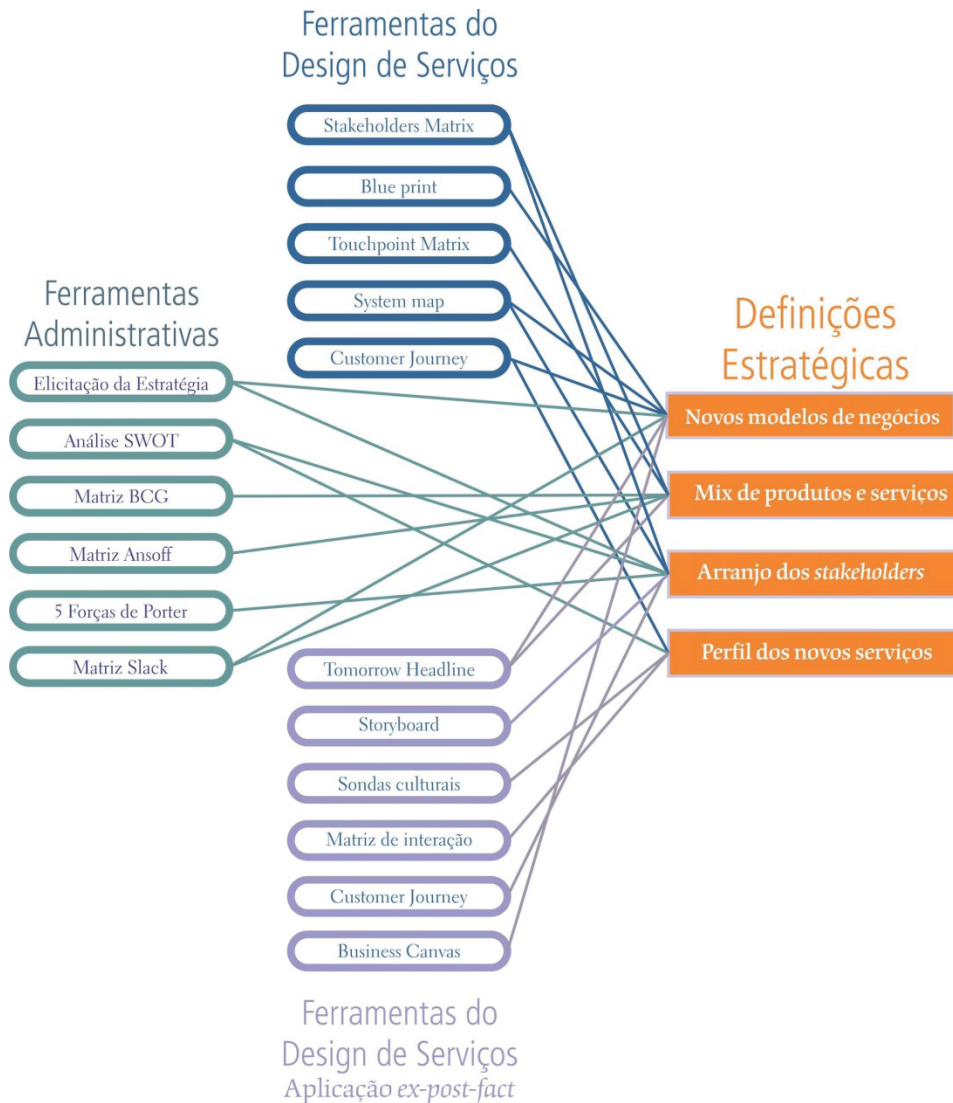 Ferramentas do
Design de Serviços
Stakeholders Matrix
Blue print
Touchpoint Matrix
System map
Customer Journey
Ferramentas
Administrativas
Elicitação da Estratégia
Análise SWOT
Matriz BCG
Matriz Ansoff
5 Forças de Porter
Matriz Slack
Definições
Estratégicas
Novos modelos de negócios
Mix de produtos e serviços
Arranjo dos stakeholders
Perfil dos novos serviços
Tomorrow Headline
Storyboard
Sondas culturais
Matriz de interação
Customer Journey
Business Canvas
Ferramentas do
Design de Serviços
Aplicação ex-post-fact